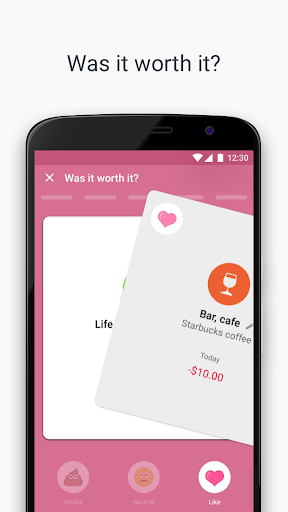 Was it worth it?
12:30
Was it worth it?
Life
Bar, cafe
Starbucks coffee
Today
-$10.00
Dislike
Neutral
Like